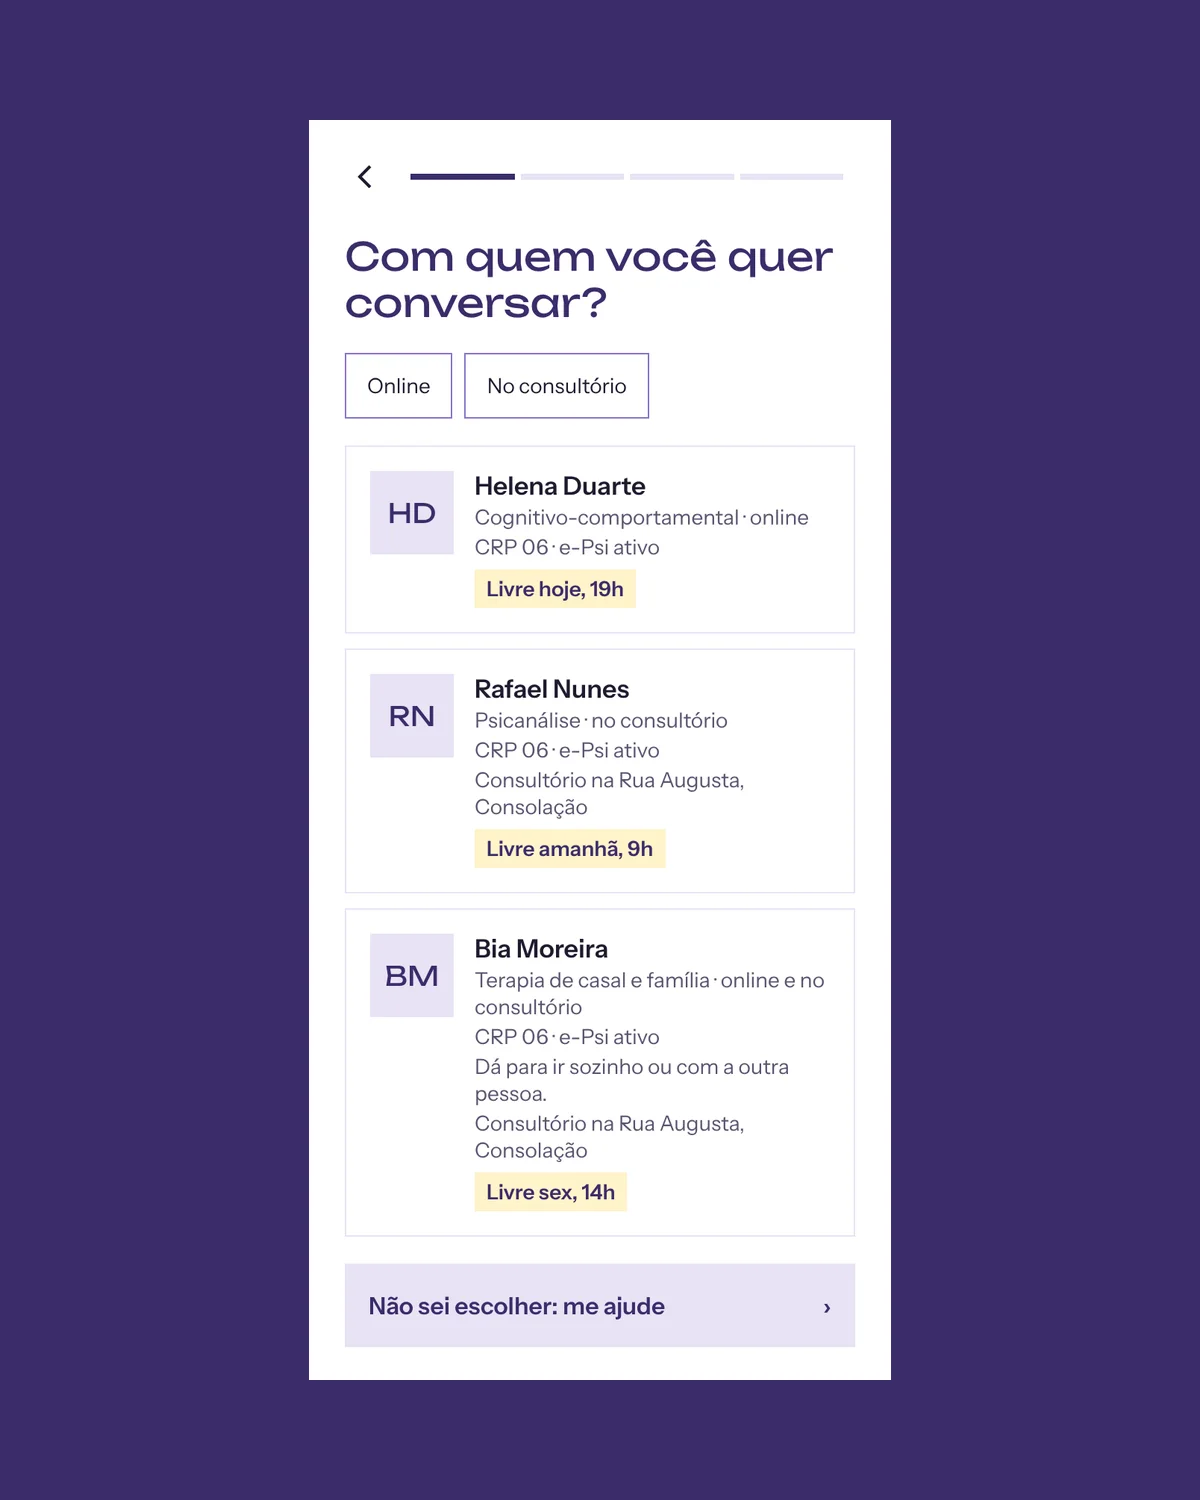 Com quem você quer
conversar?
Online
No consultório
HD
Helena Duarte
Cognitivo-comportamental · online
CRP 06 · e-Psi ativo
Livre hoje, 19h
RN
Rafael Nunes
Psicanálise · no consultório
CRP 06 · e-Psi ativo
Consultório na Rua Augusta,
Consolação
Livre amanhã, 9h
BM
Bia Moreira
Terapia de casal e família · online e no
consultório
CRP 06 · e-Psi ativo
Dá para ir sozinho ou com a outra
pessoa.
Consultório na Rua Augusta,
Consolação
Livre sex, 14h
Não sei escolher: me ajude ›